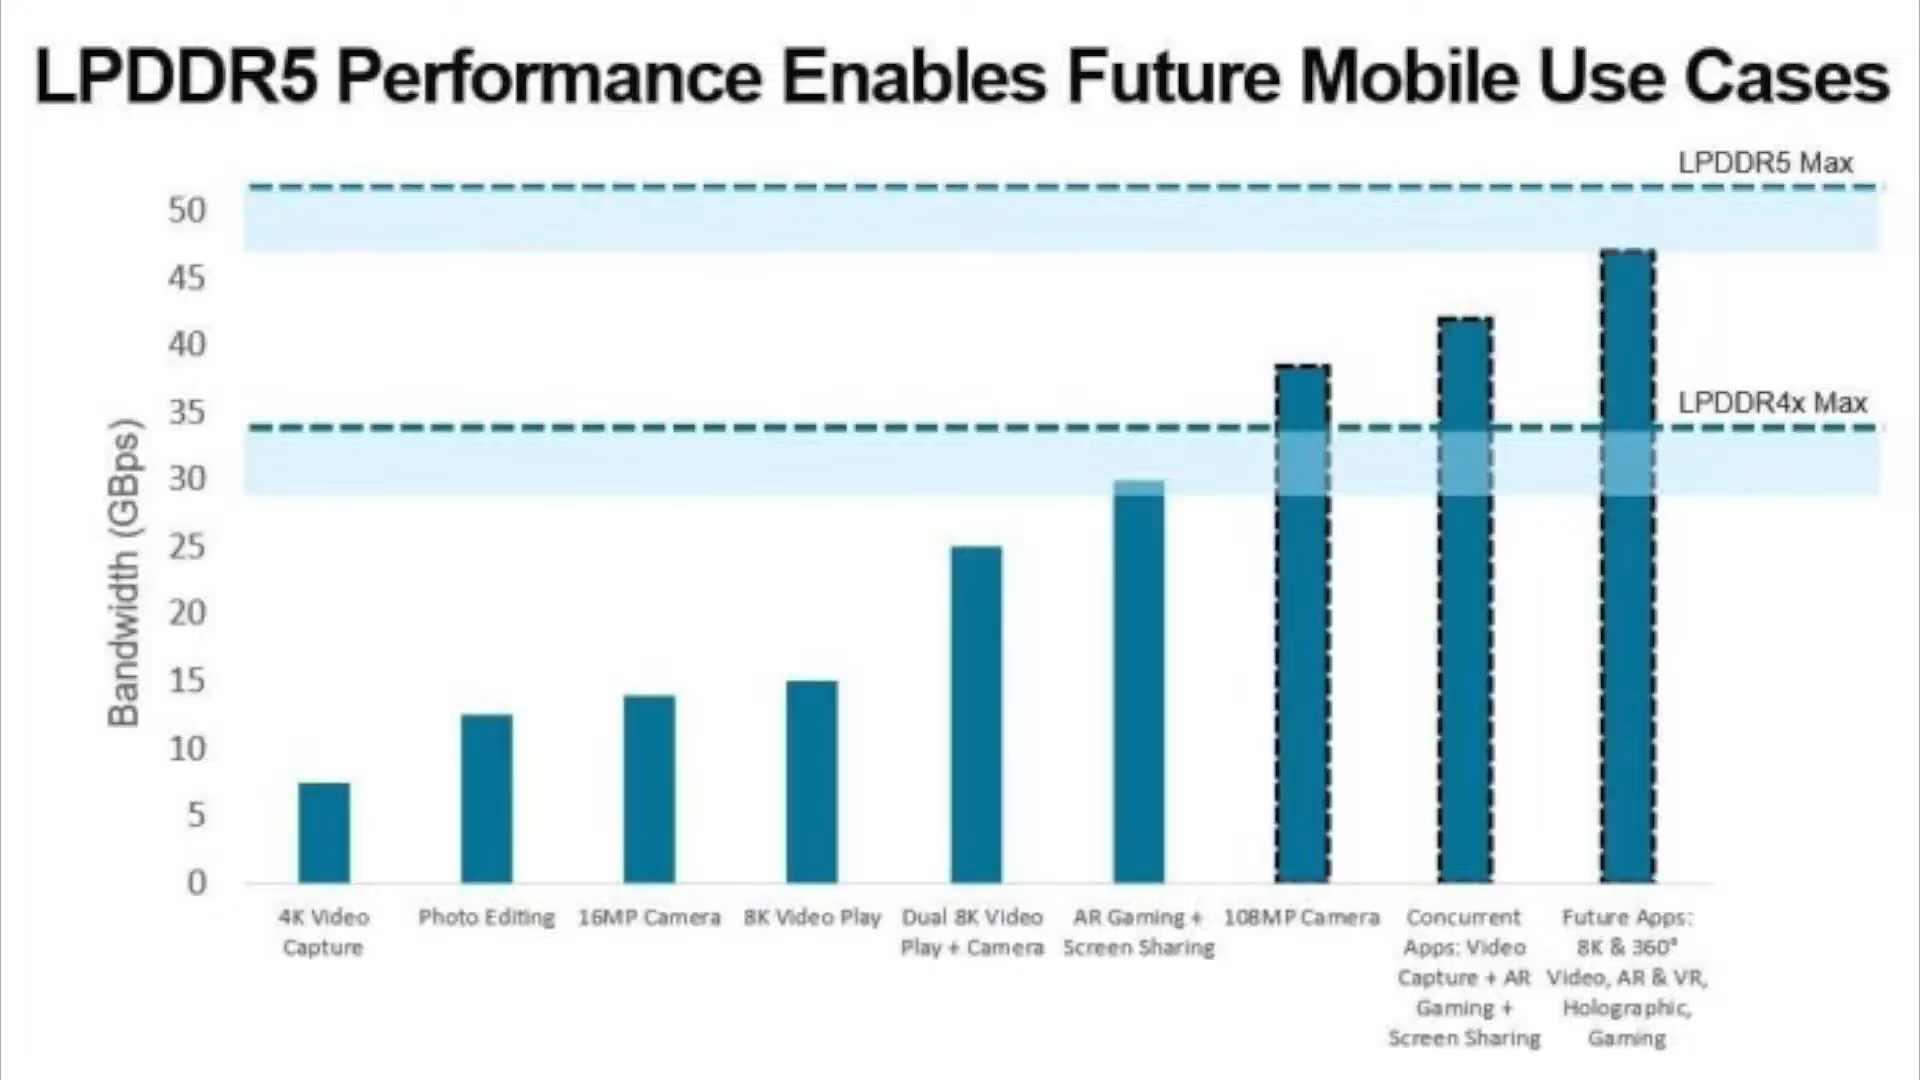 LPDDR5 Performance Enables Future Mobile Use Cases
LPDDR5 Max
50
45
40
35
LPDDR4x Max
30
25
20
15
10
5
0
Bandwidth (GBps)
4K Video
Capture
Photo Editing
16MP Camera
8K Video Play
Dual 8K Video
Play + Camera
AR Gaming +
Screen Sharing
108MP Camera
Concurrent
Apps: Video
Capture + AR
Gaming +
Screen Sharing
Future Apps:
8K & 360°
Video, AR & VR,
Holographic,
Gaming